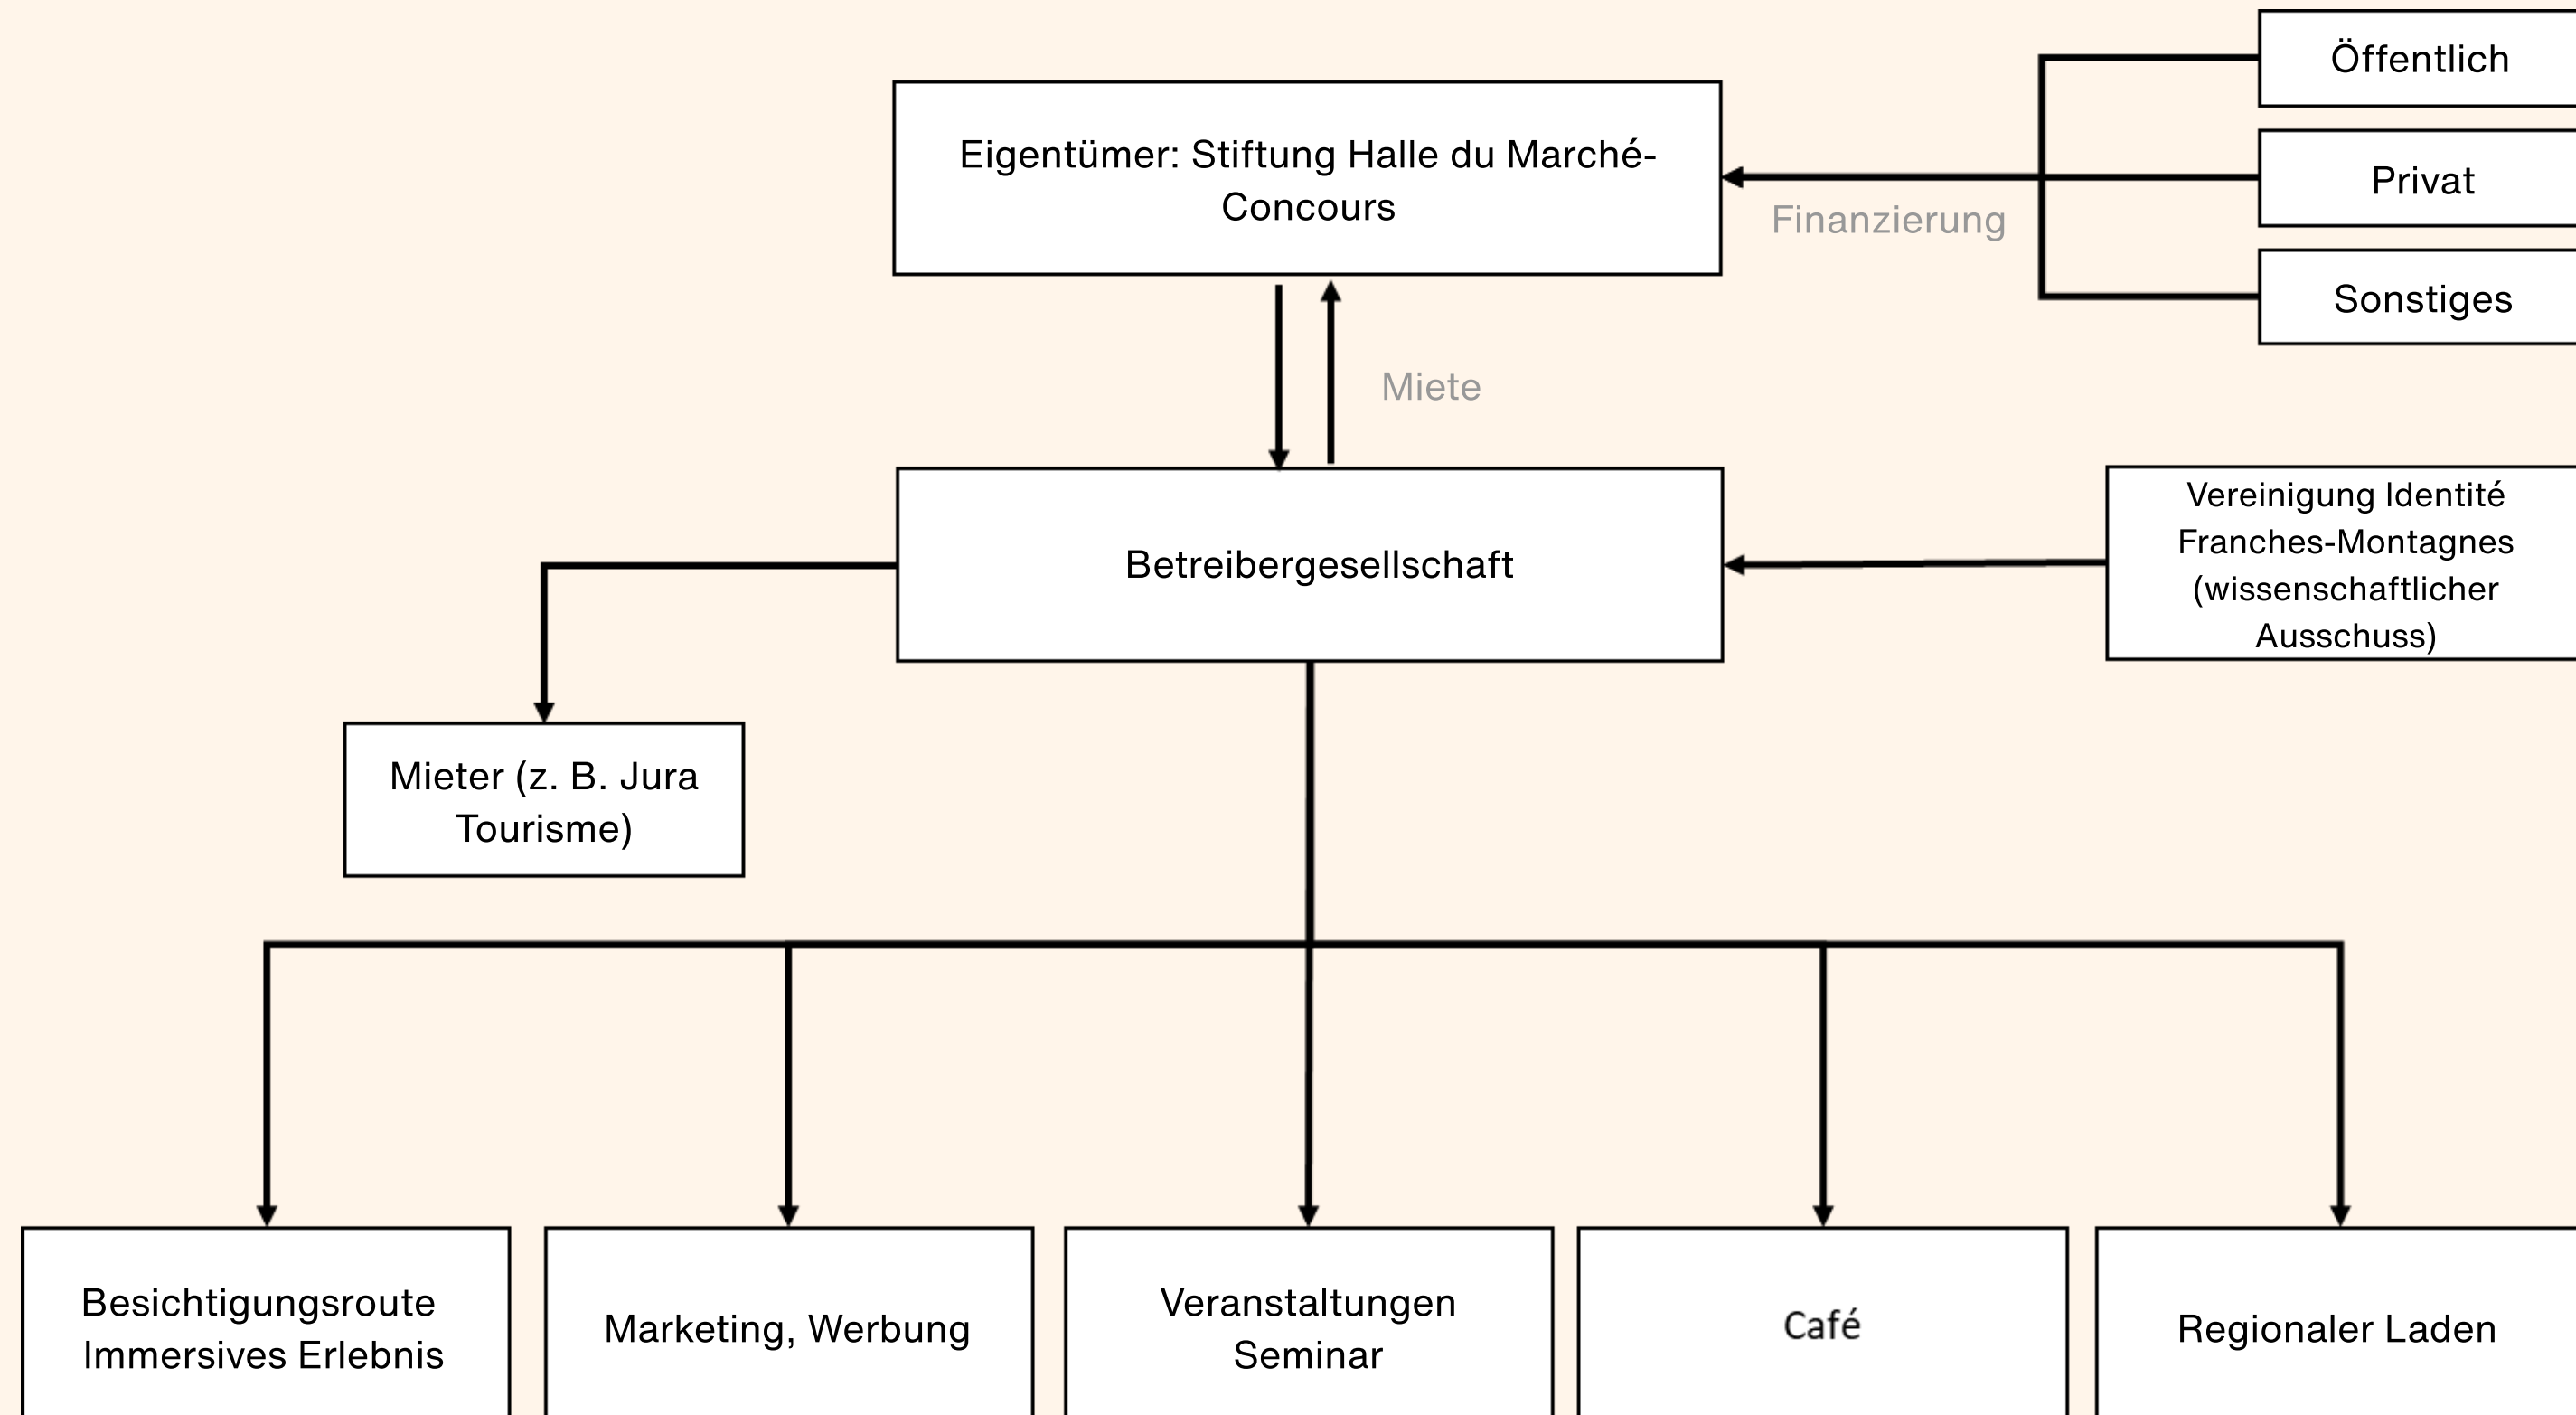 Öffentlich
Eigentümer: Stiftung Halle du Marché-
Concours
Privat
Finanzierung
Sonstiges
Miete
Betreibergesellschaft
Vereinigung Identité
Franches-Montagnes
(wissenschaftlicher
Ausschuss)
Mieter (z. B. Jura
Tourisme)
Besichtigungsroute
Immersives Erlebnis
Marketing, Werbung
Veranstaltungen
Seminar
Café
Regionaler Laden